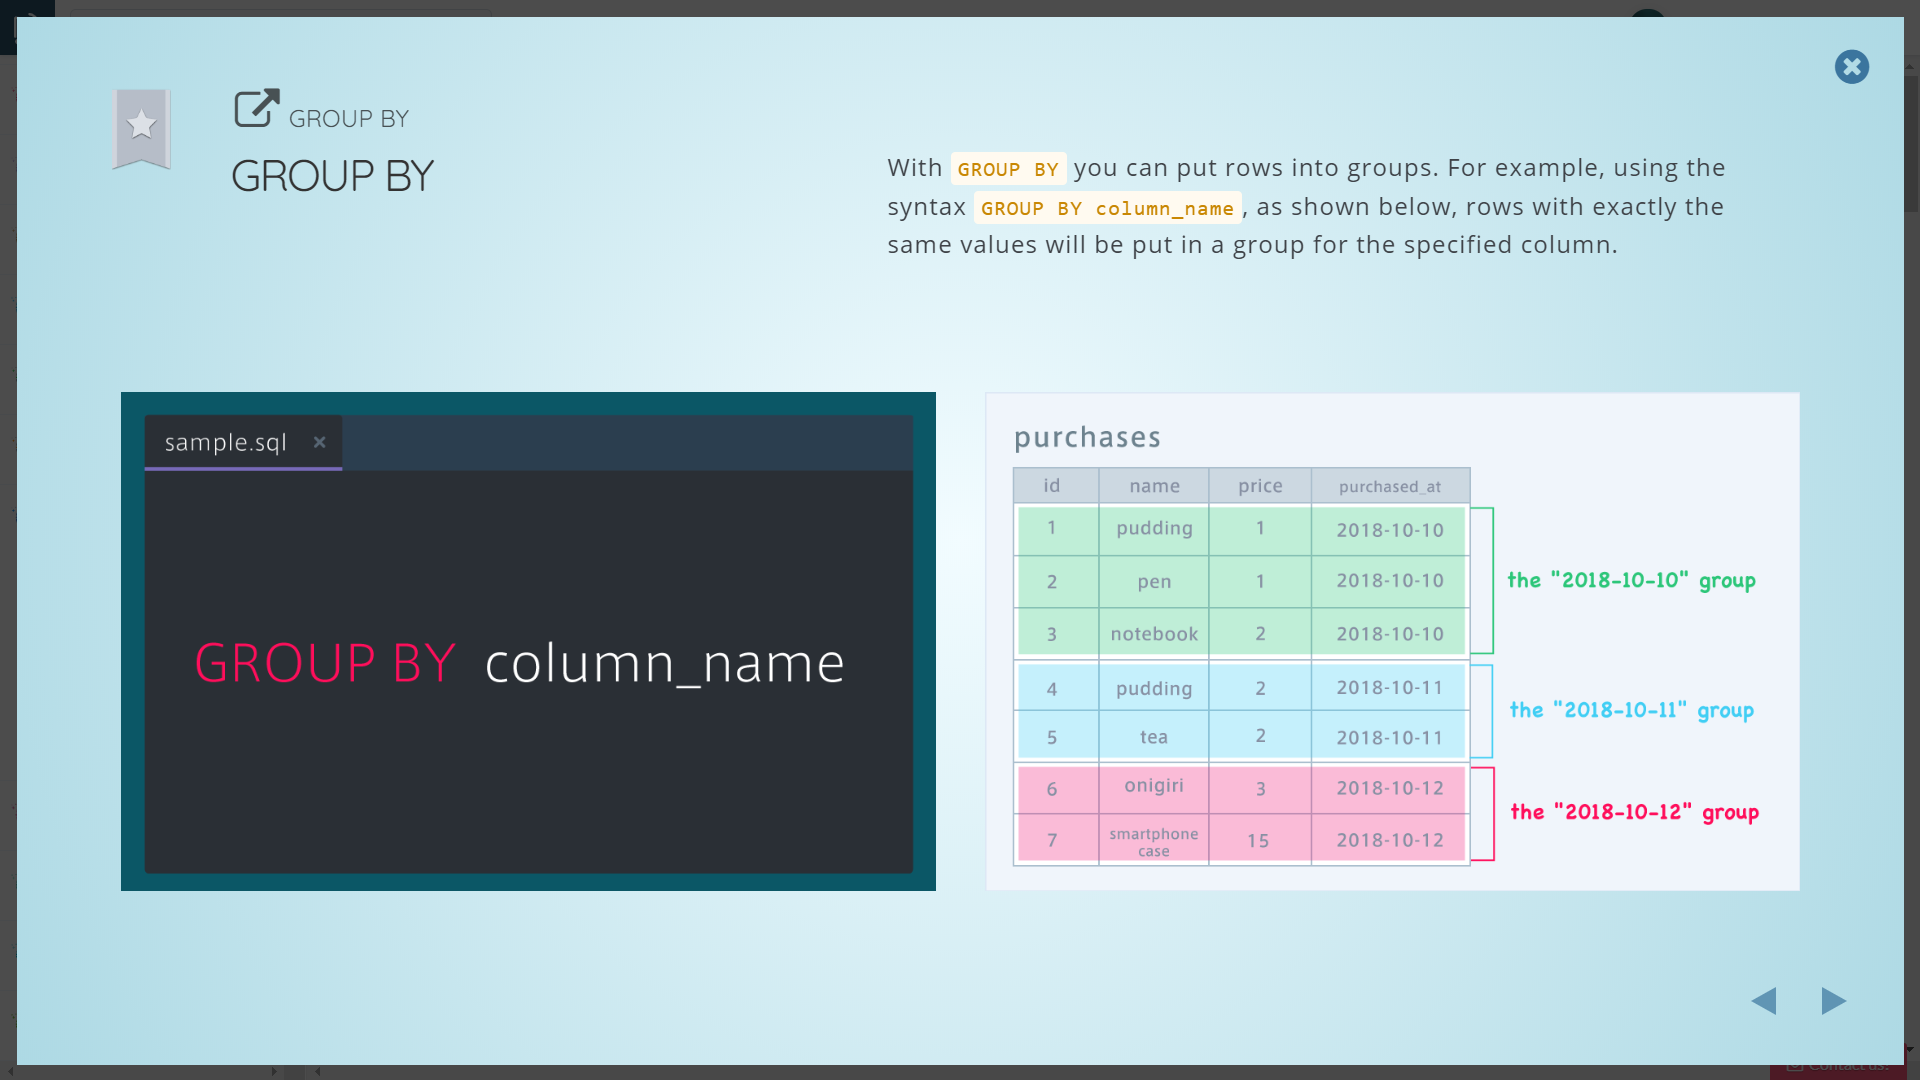 GROUP BY
GROUP BY
With GROUP BY you can put rows into groups. For example, using the
syntax GROUP BY column_name, as shown below, rows with exactly the
same values will be put in a group for the specified column.
sample.sql ×
GROUP BY column_name
purchases
id name price purchased_at
1 pudding 1 2018-10-10
2 pen 1 2018-10-10
3 notebook 2 2018-10-10
the "2018-10-10" group
4 pudding 2 2018-10-11
5 tea 2 2018-10-11
the "2018-10-11" group
6 onigiri 3 2018-10-12
7 smartphone case 15 2018-10-12
the "2018-10-12" group
Contact us!